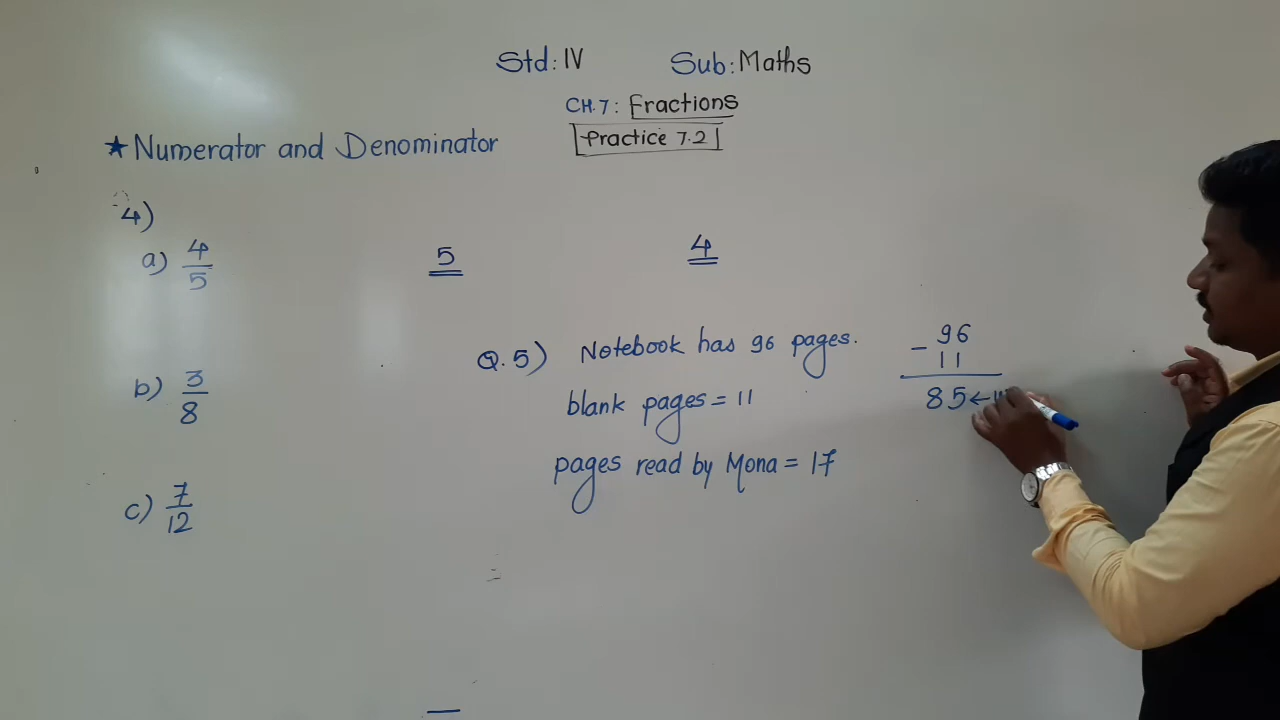 Std: IV Sub: Maths
CH.7: Fractions
Practice 7.2
★ Numerator and Denominator
4)
a) 4/5 5 4
Q.5) Notebook has 96 pages.
- 96
11
85 ←
b) 3/8
blank pages = 11
pages read by Mona = 17
c) 7/12